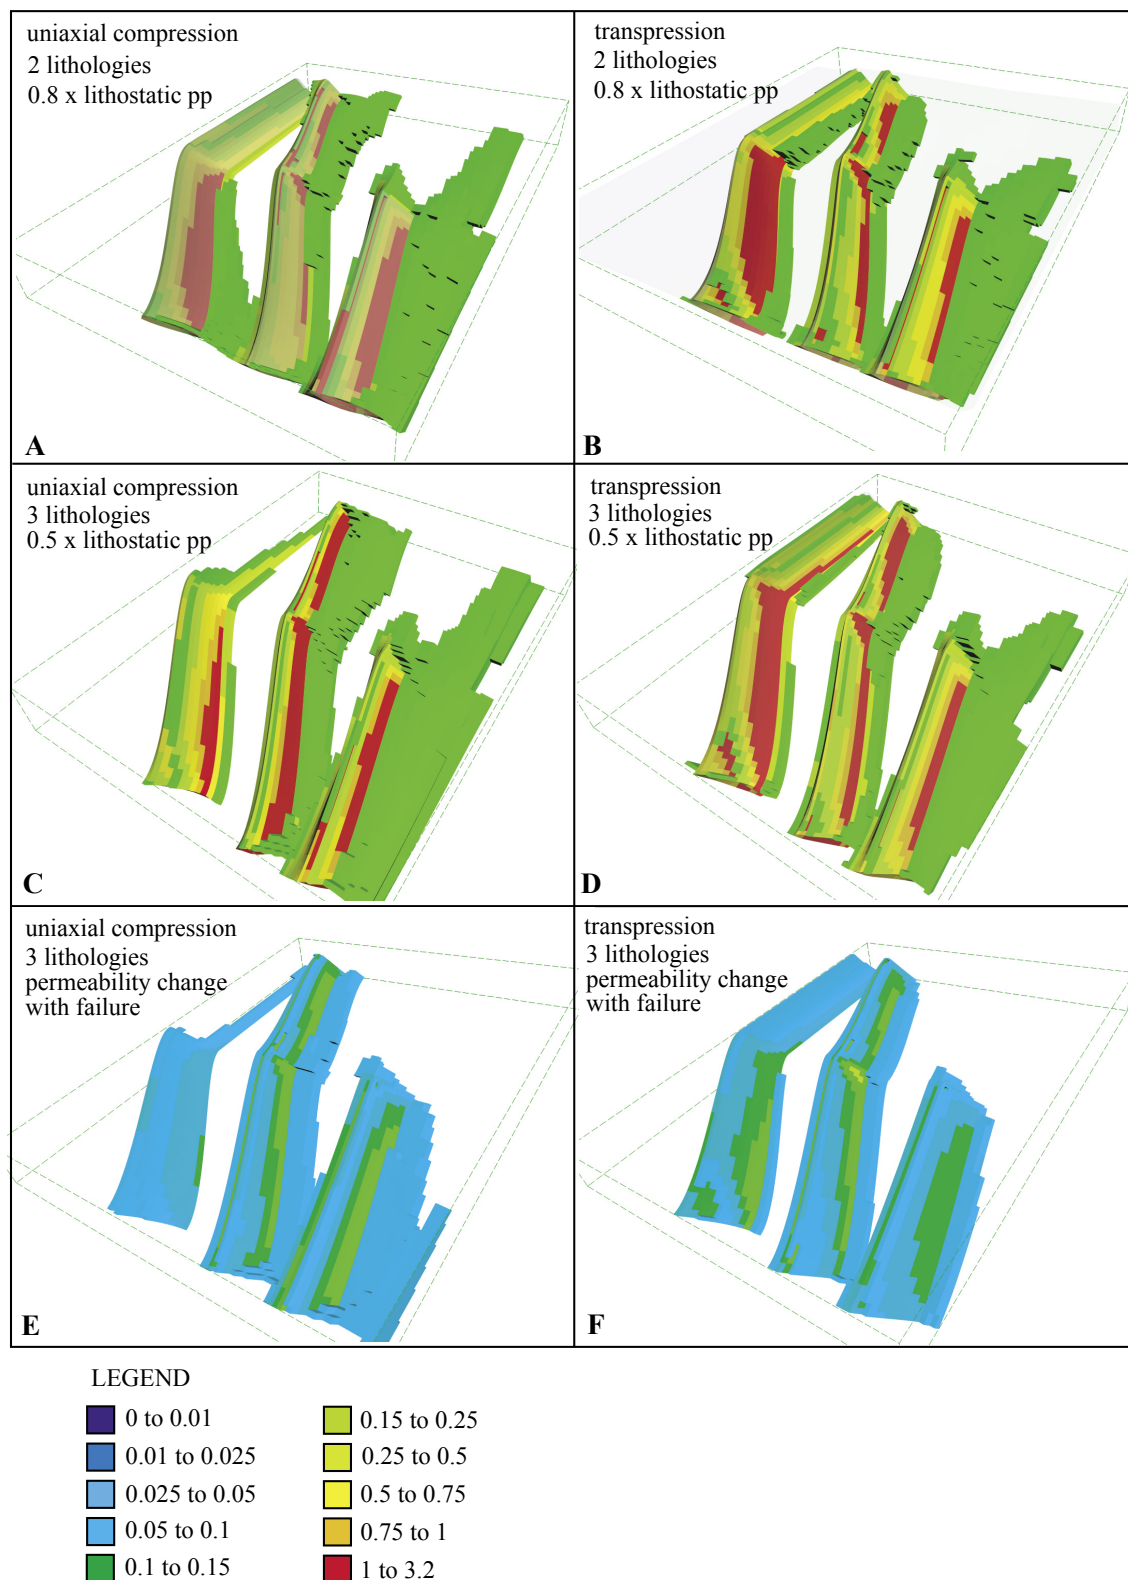 uniaxial compression
2 lithologies
0.8 x lithostatic pp
A
transpression
2 lithologies
0.8 x lithostatic pp
B
uniaxial compression
3 lithologies
0.5 x lithostatic pp
C
transpression
3 lithologies
0.5 x lithostatic pp
D
uniaxial compression
3 lithologies
permeability change
with failure
E
transpression
3 lithologies
permeability change
with failure
F
LEGEND
0 to 0.01
0.01 to 0.025
0.025 to 0.05
0.05 to 0.1
0.1 to 0.15
0.15 to 0.25
0.25 to 0.5
0.5 to 0.75
0.75 to 1
1 to 3.2